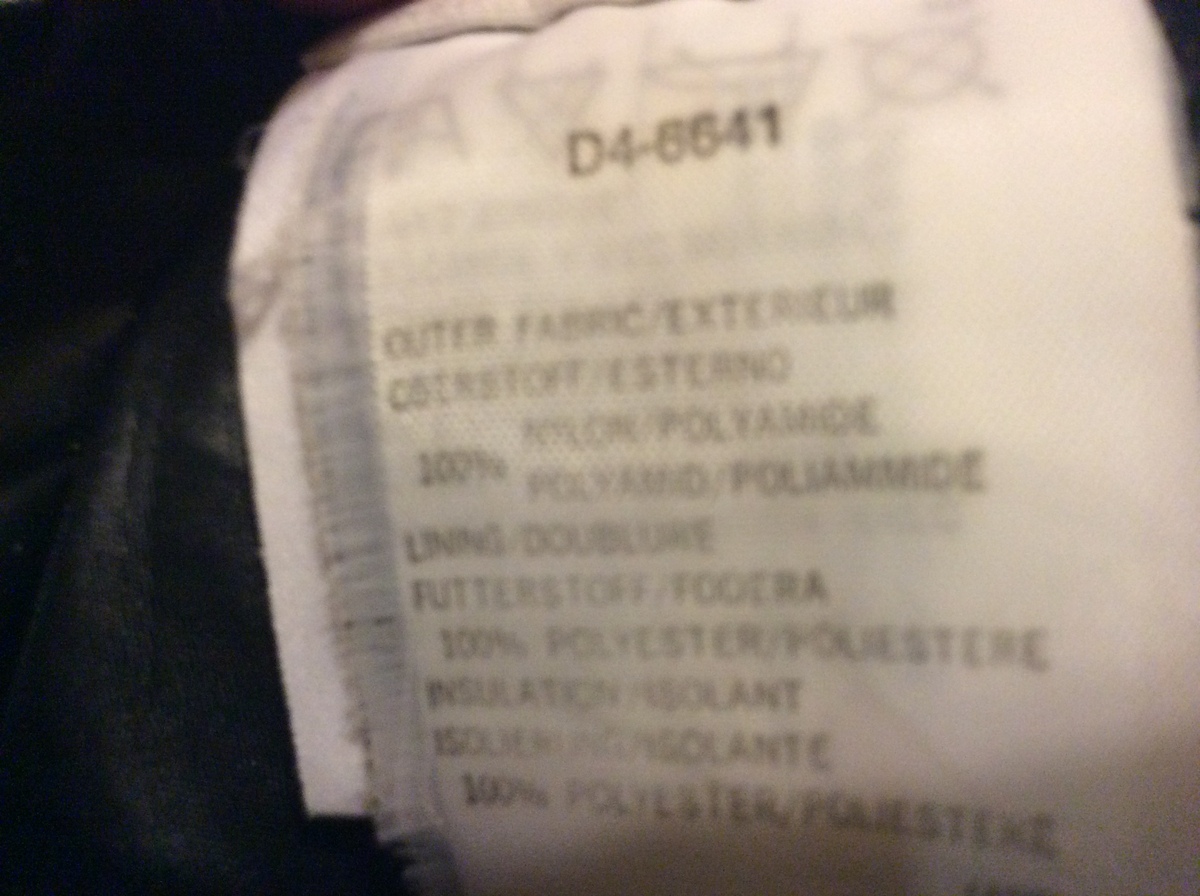 D4-6641
OUTER FABRIC/EXTERIEUR
OBERSTOFF/ESTERNO
NYLON/POLYAMIDE
100%
POLYAMID/POLIAMMIDE
LINING/DOUBLURE
FUTTERSTOFF/FODERA
100% POLYESTER/POLIESTERE
INSULATION/ISOLANT
ISOLIERUNG/ISOLANTE
100% POLYESTER/POLIESTERE